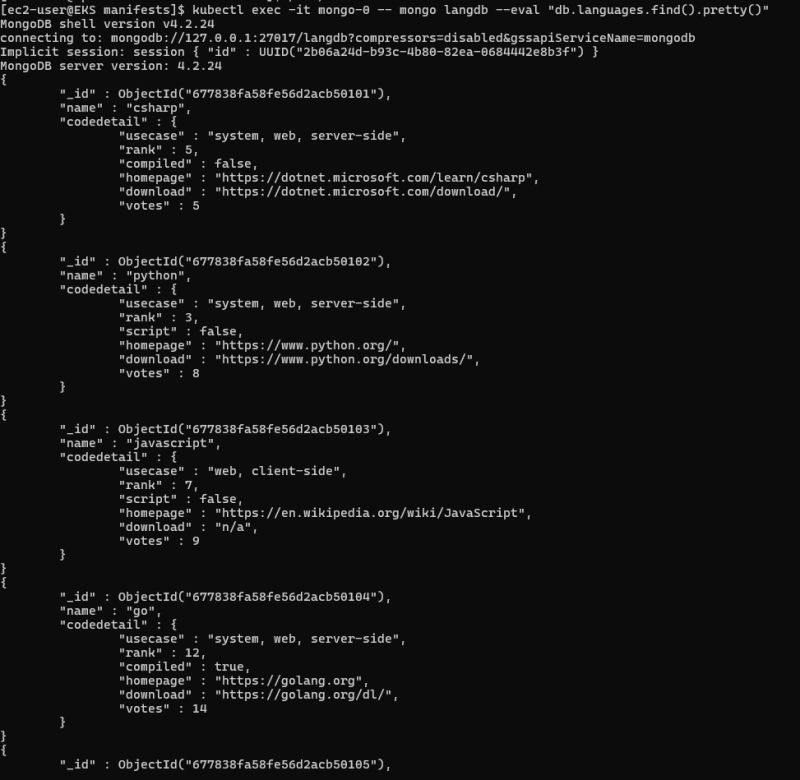 [ec2-user@EKS manifests]$ kubectl exec -it mongo-0 -- mongo langdb --eval "db.languages.find().pretty()"
MongoDB shell version v4.2.24
connecting to: mongodb://127.0.0.1:27017/langdb?compressors=disabled&gssapiServiceName=mongodb
Implicit session: session { "id" : UUID("2b06a24d-b93c-4b80-82ea-0684442e8b3f") }
MongoDB server version: 4.2.24
{
        "_id" : ObjectId("677838fa58fe56d2acb50101"),
        "name" : "csharp",
        "codedetail" : {
                "usecase" : "system, web, server-side",
                "rank" : 5,
                "compiled" : false,
                "homepage" : "https://dotnet.microsoft.com/learn/csharp",
                "download" : "https://dotnet.microsoft.com/download/",
                "votes" : 5
        }
}
{
        "_id" : ObjectId("677838fa58fe56d2acb50102"),
        "name" : "python",
        "codedetail" : {
                "usecase" : "system, web, server-side",
                "rank" : 3,
                "script" : false,
                "homepage" : "https://www.python.org/",
                "download" : "https://www.python.org/downloads/",
                "votes" : 8
        }
}
{
        "_id" : ObjectId("677838fa58fe56d2acb50103"),
        "name" : "javascript",
        "codedetail" : {
                "usecase" : "web, client-side",
                "rank" : 7,
                "script" : false,
                "homepage" : "https://en.wikipedia.org/wiki/JavaScript",
                "download" : "n/a",
                "votes" : 9
        }
}
{
        "_id" : ObjectId("677838fa58fe56d2acb50104"),
        "name" : "go",
        "codedetail" : {
                "usecase" : "system, web, server-side",
                "rank" : 12,
                "compiled" : true,
                "homepage" : "https://golang.org",
                "download" : "https://golang.org/dl/",
                "votes" : 14
        }
}
{
        "_id" : ObjectId("677838fa58fe56d2acb50105"),